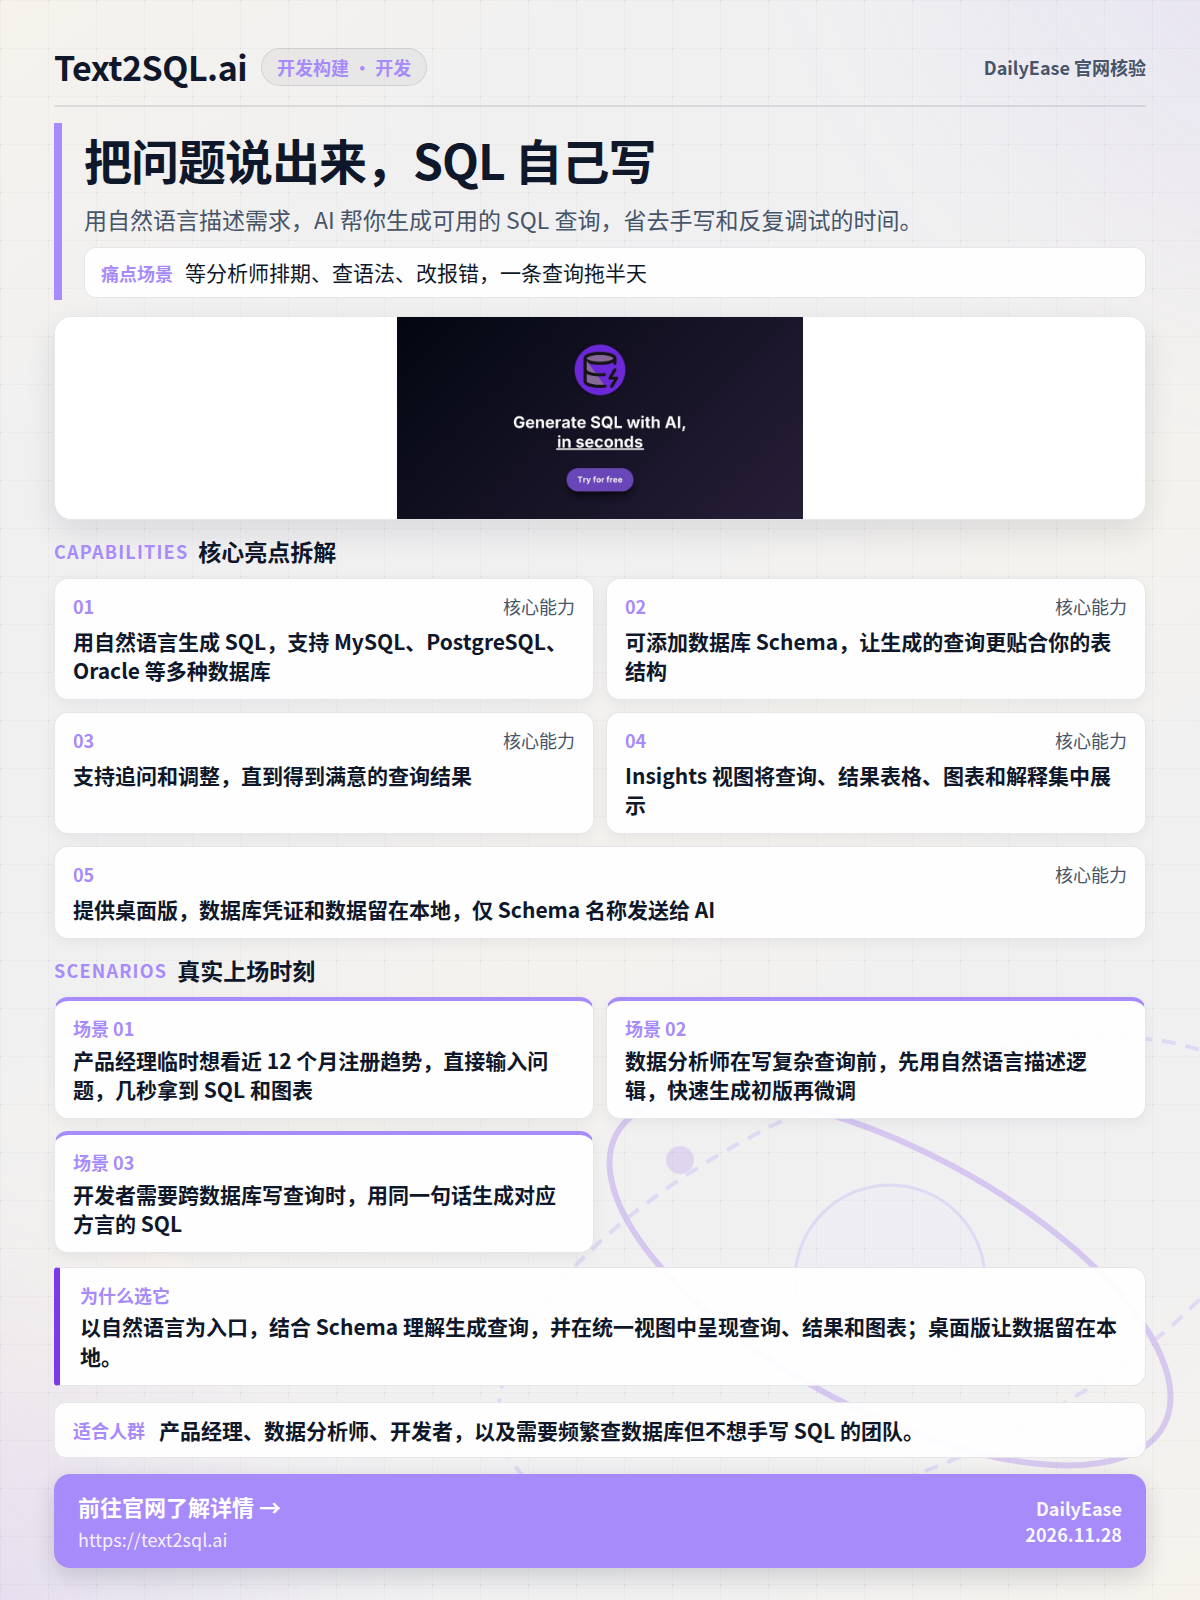 Text2SQL.ai
开发构建 · 开发
DailyEase 官网核验
把问题说出来，SQL 自己写
用自然语言描述需求，AI 帮你生成可用的 SQL 查询，省去手写和反复调试的时间。
痛点场景 等分析师排期、查语法、改报错，一条查询拖半天
Generate SQL with AI,
in seconds
Try for free
CAPABILITIES 核心亮点拆解
01 核心能力
用自然语言生成 SQL，支持 MySQL、PostgreSQL、
Oracle 等多种数据库
02 核心能力
可添加数据库 Schema，让生成的查询更贴合你的表
结构
03 核心能力
支持追问和调整，直到得到满意的查询结果
04 核心能力
Insights 视图将查询、结果表格、图表和解释集中展
示
05 核心能力
提供桌面版，数据库凭证和数据留在本地，仅 Schema 名称发送给 AI
SCENARIOS 真实上场时刻
场景 01
产品经理临时想看近 12 个月注册趋势，直接输入问
题，几秒拿到 SQL 和图表
场景 02
数据分析师在写复杂查询前，先用自然语言描述逻
辑，快速生成初版再微调
场景 03
开发者需要跨数据库写查询时，用同一句话生成对应
方言的 SQL
为什么选它
以自然语言为入口，结合 Schema 理解生成查询，并在统一视图中呈现查询、结果和图表；桌面版让数据留在本
地。
适合人群 产品经理、数据分析师、开发者，以及需要频繁查数据库但不想手写 SQL 的团队。
前往官网了解详情 →
https://text2sql.ai
DailyEase
2026.11.28